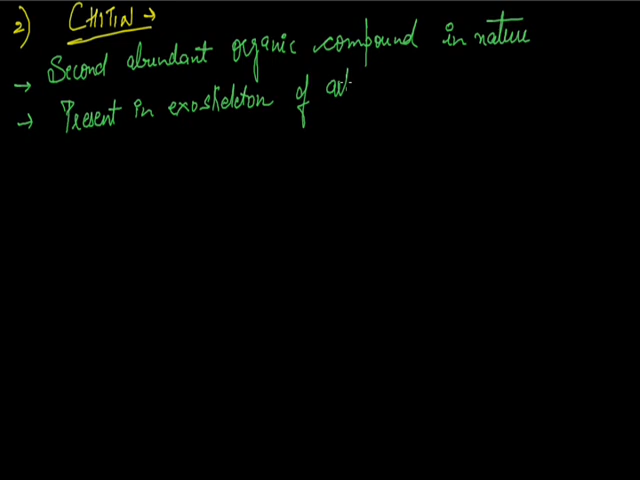 2) CHITIN →
→ Second abundant organic compound in nature
→ Present in exoskeleton of